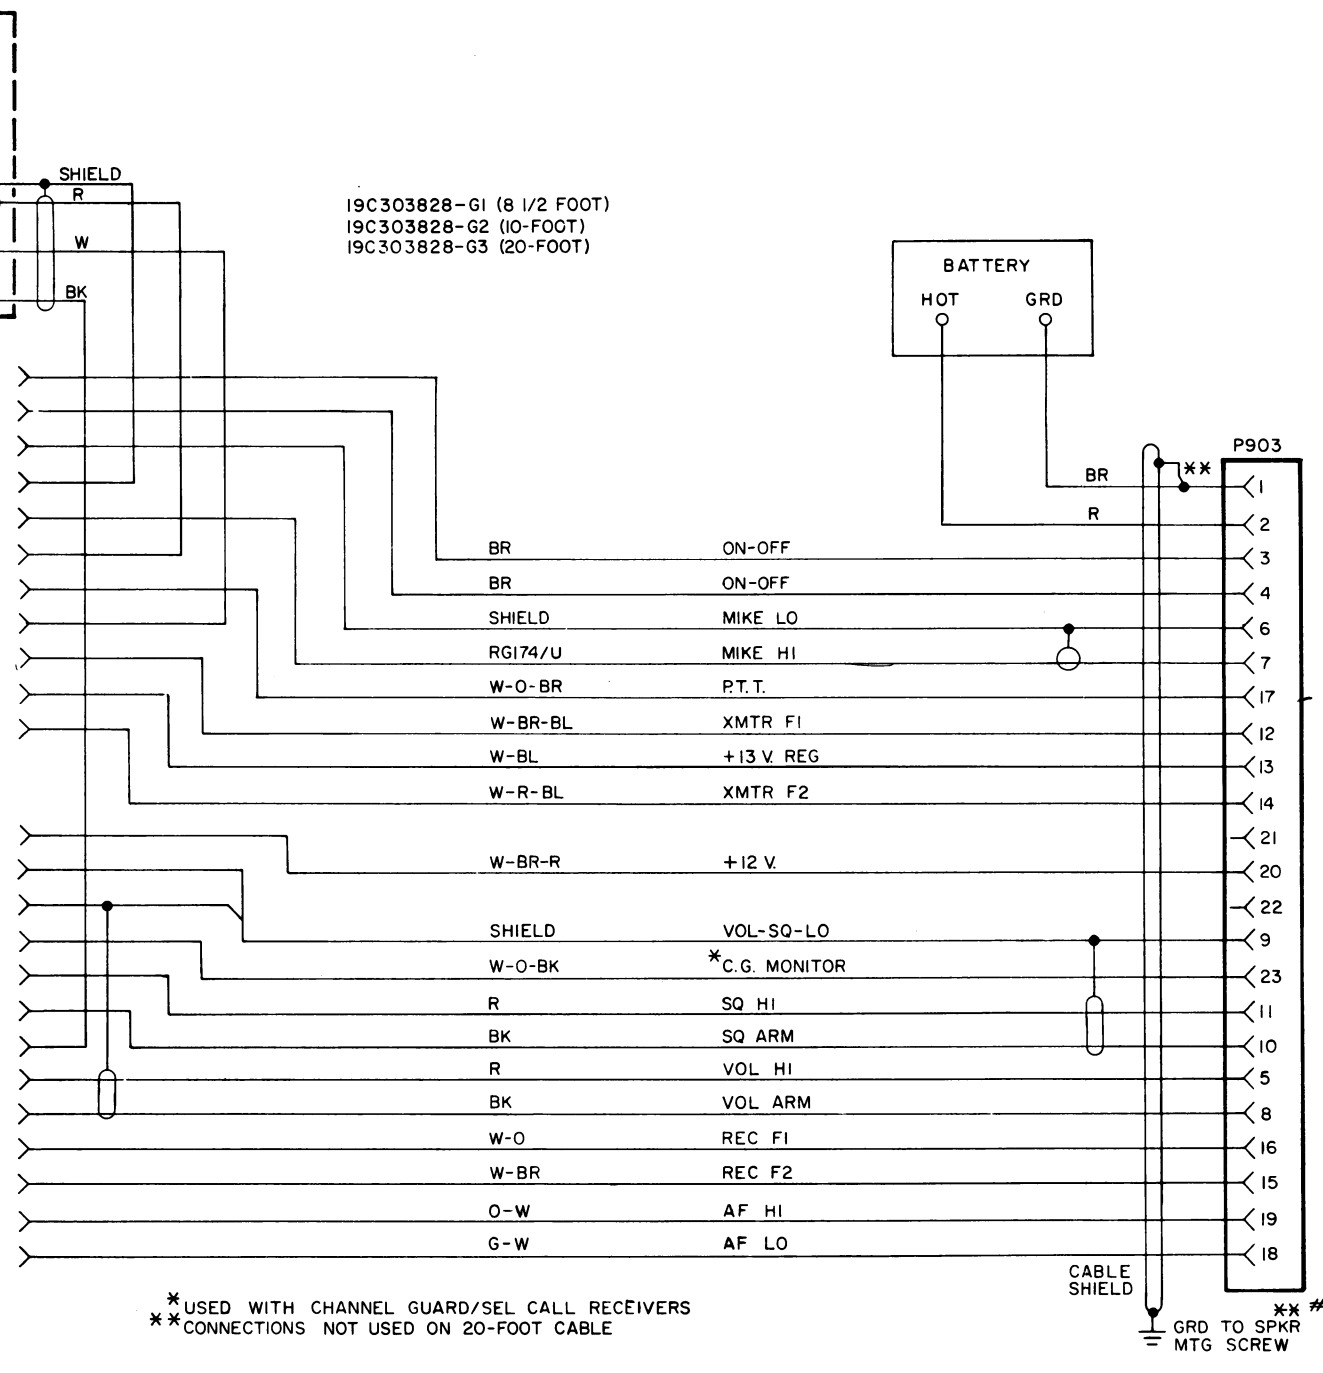 SHIELD
R
W
BK
19C303828-G1 (8 1/2 FOOT)
19C303828-G2 (10-FOOT)
19C303828-G3 (20-FOOT)
BATTERY
HOT GRD
P903
BR ** 1
R 2
BR ON-OFF 3
BR ON-OFF 4
SHIELD MIKE LO 6
RG174/U MIKE HI 7
W-O-BR P.T.T. 17
W-BR-BL XMTR F1 12
W-BL +13 V. REG 13
W-R-BL XMTR F2 14
21
W-BR-R +12 V. 20
22
SHIELD VOL-SQ-LO 9
W-O-BK *C.G. MONITOR 23
R SQ HI 11
BK SQ ARM 10
R VOL HI 5
BK VOL ARM 8
W-O REC F1 16
W-BR REC F2 15
O-W AF HI 19
G-W AF LO 18
CABLE
SHIELD
*USED WITH CHANNEL GUARD/SEL CALL RECEIVERS
**CONNECTIONS NOT USED ON 20-FOOT CABLE
** #
GRD TO SPKR
MTG SCREW